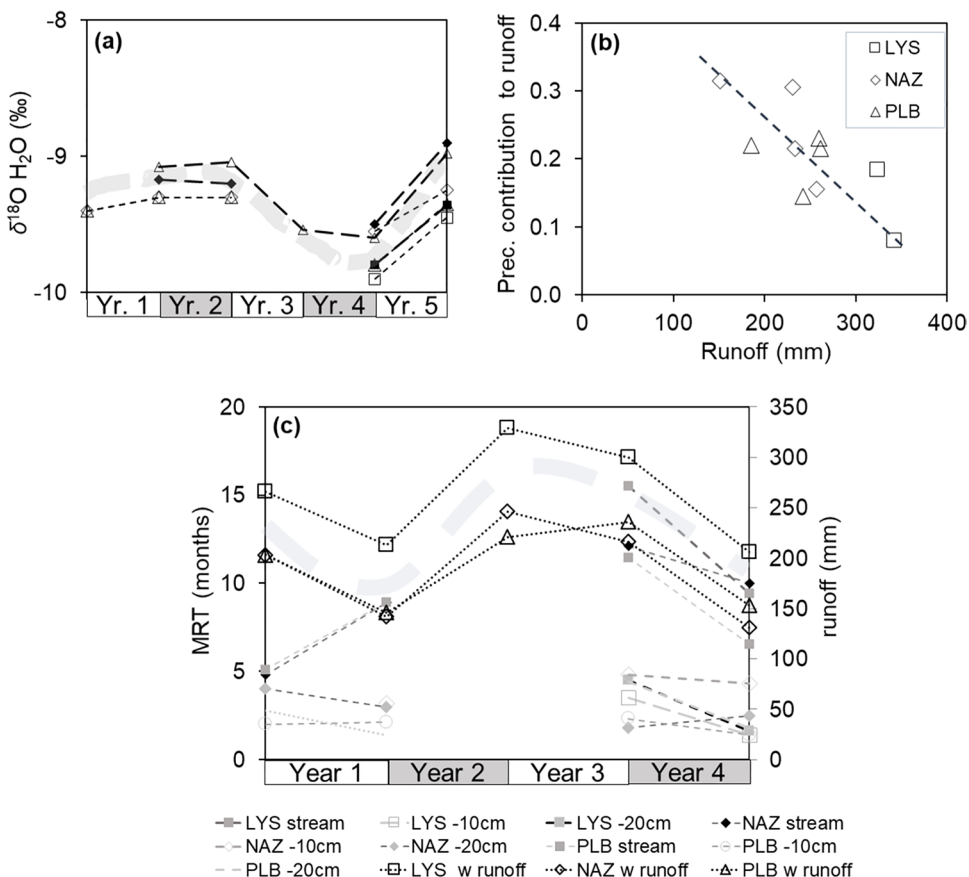 (a)
-8
-9
-10
δ¹⁸O H₂O (‰)
Yr. 1 Yr. 2 Yr. 3 Yr. 4 Yr. 5
(b)
0.4
0.3
0.2
0.1
0.0
Prec. contribution to runoff
LYS
NAZ
PLB
0 100 200 300 400
Runoff (mm)
(c)
20
15
10
5
0
MRT (months)
350
300
250
200
150
100
50
0
runoff (mm)
Year 1 Year 2 Year 3 Year 4
LYS stream LYS -10cm LYS -20cm NAZ stream
NAZ -10cm NAZ -20cm PLB stream PLB -10cm
PLB -20cm LYS w runoff NAZ w runoff PLB w runoff